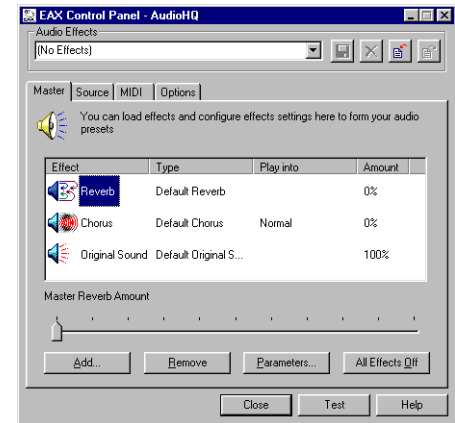 EAX Control Panel - AudioHQ
Audio Effects
(No Effects)
Master Source MIDI Options
You can load effects and configure effects settings here to form your audio
presets
Effect Type Play into Amount
Reverb Default Reverb 0%
Chorus Default Chorus Normal 0%
Original Sound Default Original S... 100%
Master Reverb Amount
Add... Remove Parameters... All Effects Off
Close Test Help